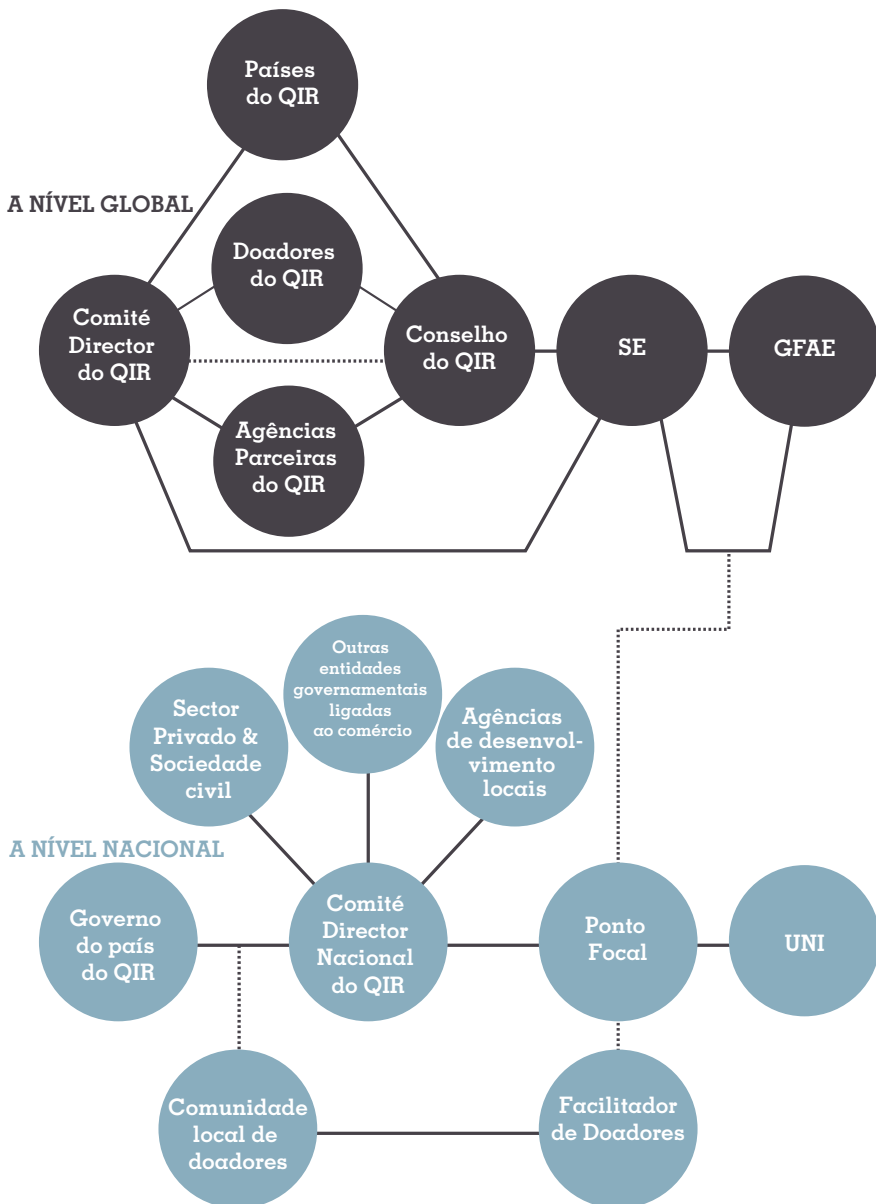 Países
do QIR
A NÍVEL GLOBAL
Doadores
do QIR
Comité
Director
do QIR
Conselho
do QIR
SE
GFAE
Agências
Parceiras
do QIR
Outras
entidades
governamentais
ligadas
ao comércio
Sector
Privado &
Sociedade
civil
Agências
de desenvol-
vimento
locais
A NÍVEL NACIONAL
Governo
do país
do QIR
Comité
Director
Nacional
do QIR
Ponto
Focal
UNI
Comunidade
local de
doadores
Facilitador
de Doadores